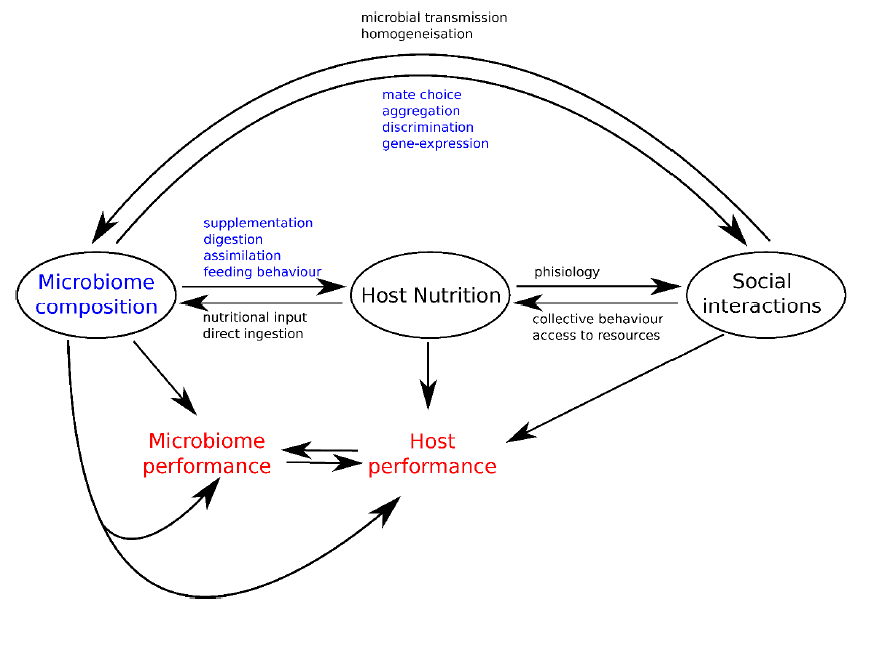 microbial transmission
homogeneisation
mate choice
aggregation
discrimination
gene-expression
supplementation
digestion
assimilation
feeding behaviour
Microbiome
composition
nutritional input
direct ingestion
Host Nutrition
phisiology
collective behaviour
access to resources
Social
interactions
Microbiome
performance
Host
performance